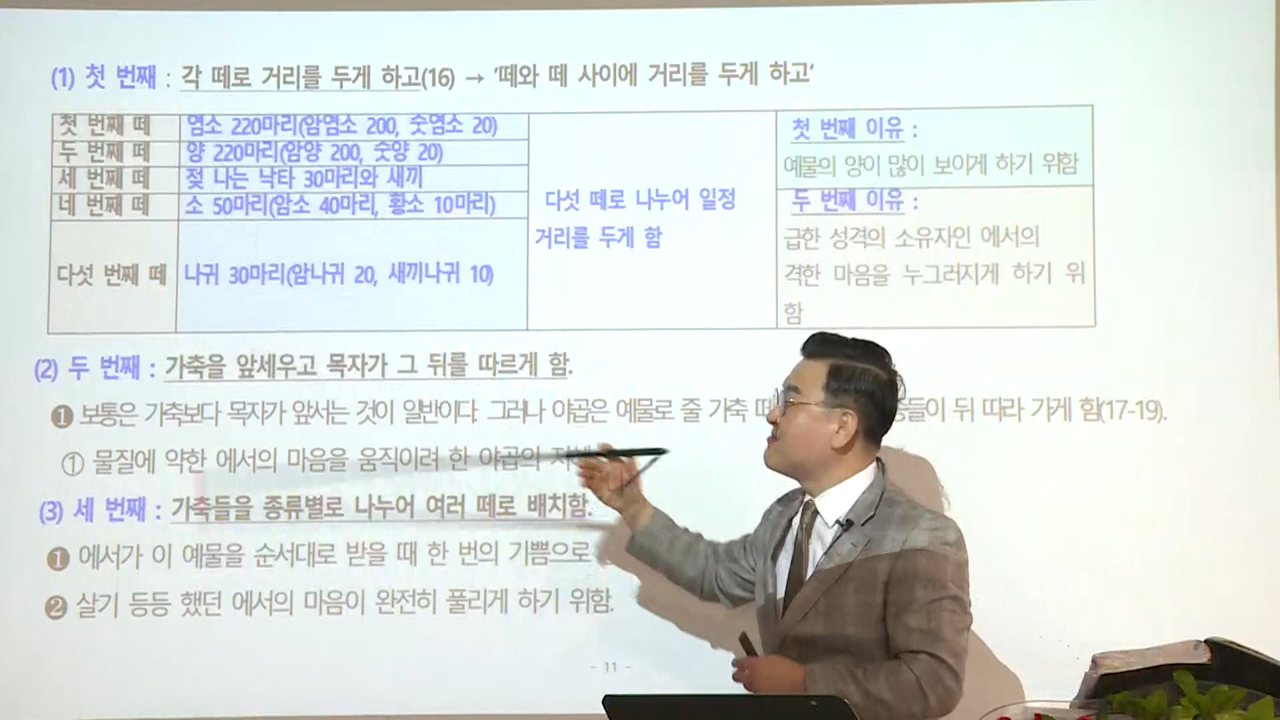 (1) 첫 번째 : 각 떼로 거리를 두게 하고(16) → '떼와 떼 사이에 거리를 두게 하고'
첫 번째 떼 염소 220마리(암염소 200, 숫염소 20)
두 번째 떼 양 220마리(암양 200, 숫양 20)
세 번째 떼 젖 나는 낙타 30마리와 새끼
네 번째 떼 소 50마리(암소 40마리, 황소 10마리)
다섯 번째 떼 나귀 30마리(암나귀 20, 새끼나귀 10)
다섯 떼로 나누어 일정
거리를 두게 함
첫 번째 이유 :
예물의 양이 많이 보이게 하기 위함
두 번째 이유 :
급한 성격의 소유자인 에서의
격한 마음을 누그러지게 하기 위
함
(2) 두 번째 : 가축을 앞세우고 목자가 그 뒤를 따르게 함.
❶ 보통은 가축보다 목자가 앞서는 것이 일반이다. 그러나 야곱은 예물로 줄 가축 뒤 따라 가게 함(17-19).
① 물질에 약한 에서의 마음을 움직이려 한 야곱의
(3) 세 번째 : 가축들을 종류별로 나누어 여러 떼로 배치함.
❶ 에서가 이 예물을 순서대로 받을 때 한 번의 기쁨으로
❷ 살기 등등 했던 에서의 마음이 완전히 풀리게 하기 위함.
- 11 -